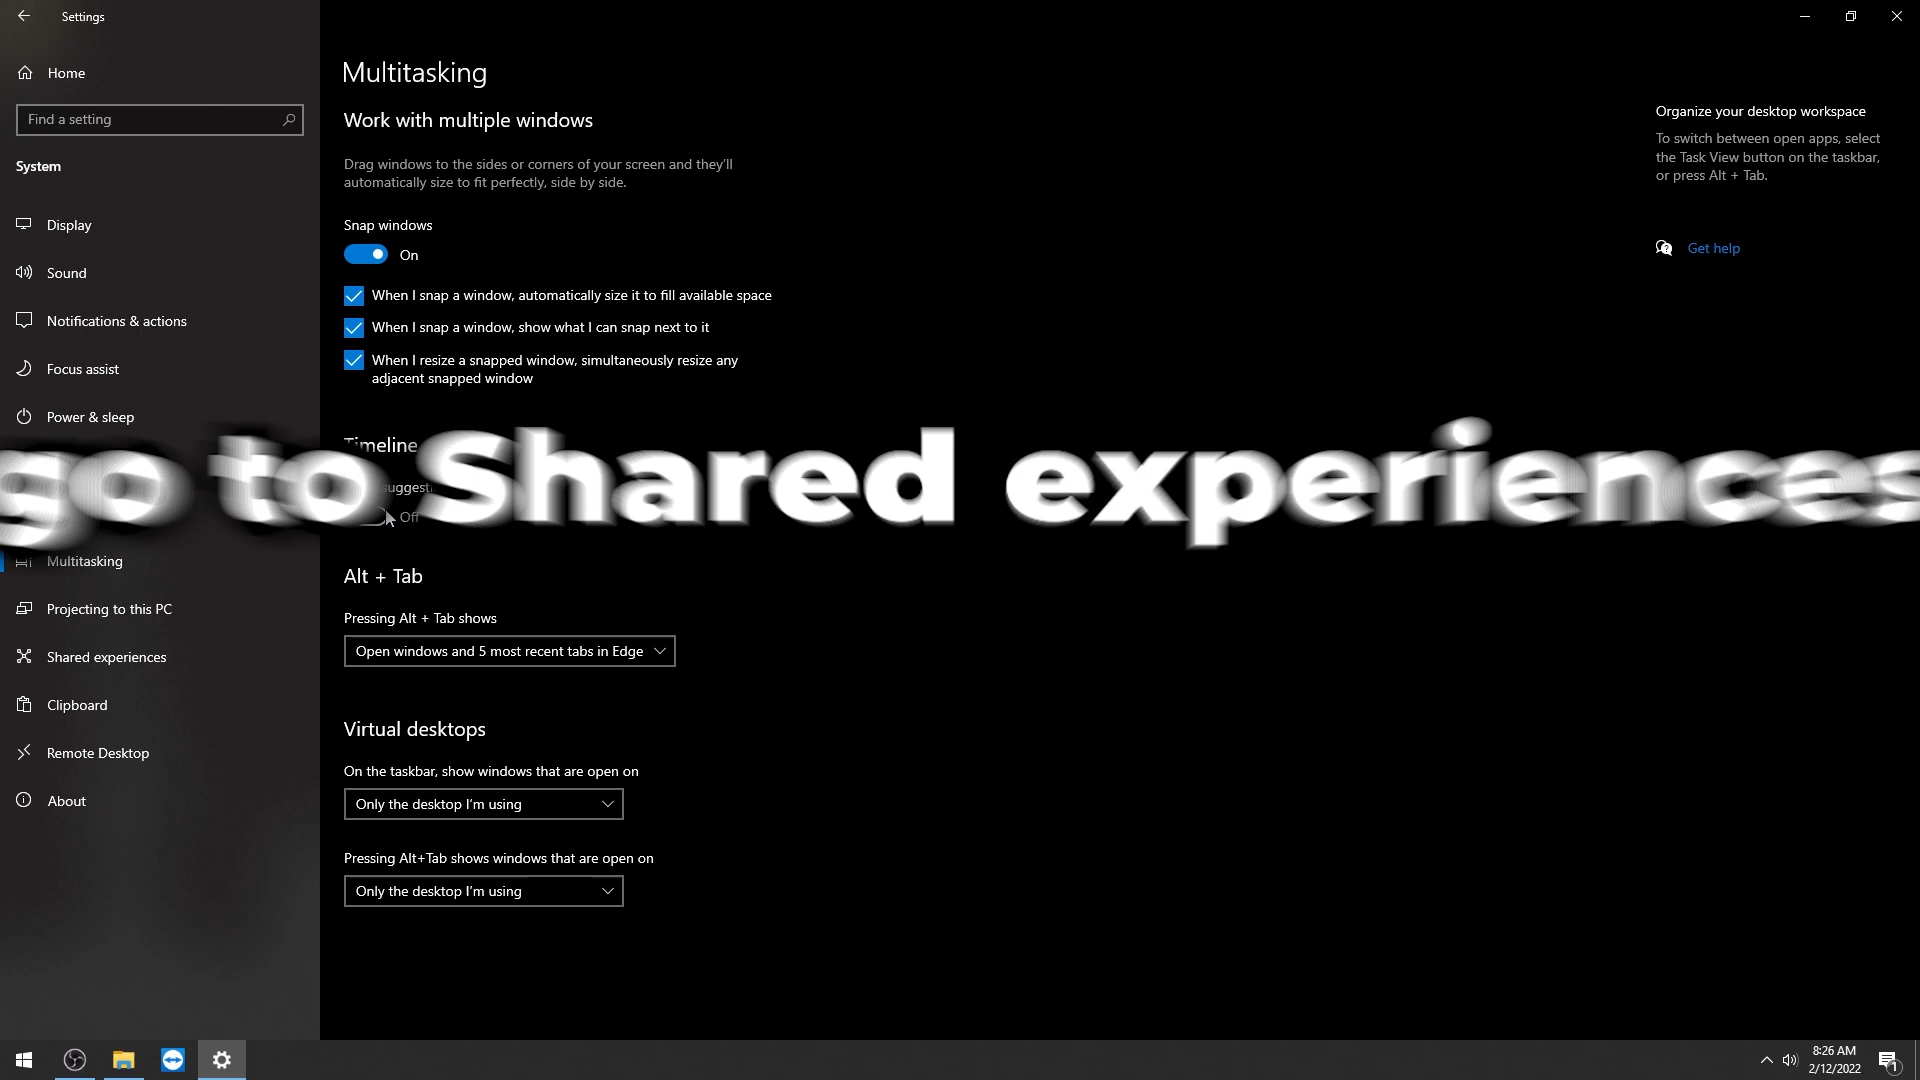 Settings
Home
Find a setting
System
Display
Sound
Notifications & actions
Focus assist
Power & sleep
Multitasking
Projecting to this PC
Shared experiences
Clipboard
Remote Desktop
About
Multitasking
Work with multiple windows
Drag windows to the sides or corners of your screen and they'll
automatically size to fit perfectly, side by side.
Snap windows
On
When I snap a window, automatically size it to fill available space
When I snap a window, show what I can snap next to it
When I resize a snapped window, simultaneously resize any
adjacent snapped window
Timeline
go to Shared experiences
Off
Alt + Tab
Pressing Alt + Tab shows
Open windows and 5 most recent tabs in Edge
Virtual desktops
On the taskbar, show windows that are open on
Only the desktop I'm using
Pressing Alt+Tab shows windows that are open on
Only the desktop I'm using
Organize your desktop workspace
To switch between open apps, select
the Task View button on the taskbar,
or press Alt + Tab.
Get help
8:26 AM
2/12/2022
1